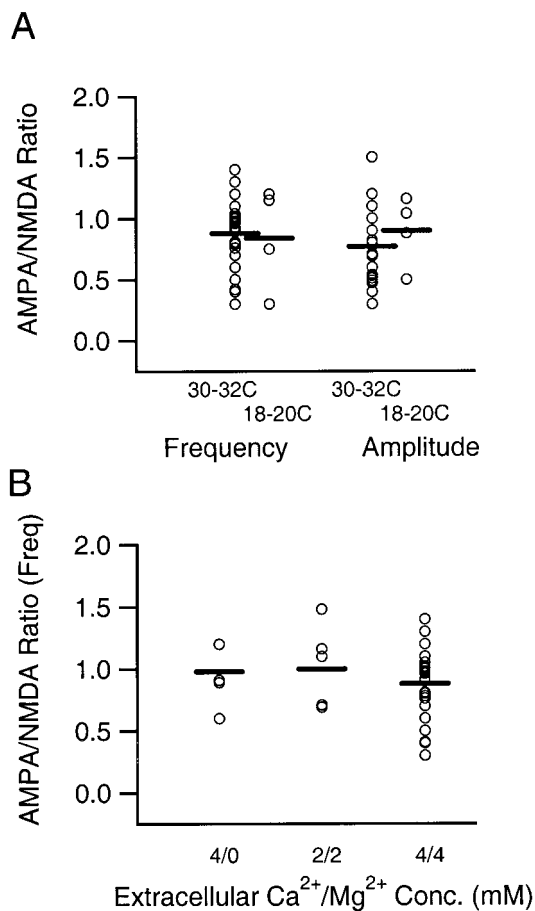 A
AMPA/NMDA Ratio
2.0
1.5
1.0
0.5
0.0
30-32C
30-32C
18-20C
18-20C
Frequency
Amplitude
B
AMPA/NMDA Ratio (Freq)
2.0
1.5
1.0
0.5
0.0
4/0
2/2
4/4
Extracellular Ca²⁺/Mg²⁺ Conc. (mM)